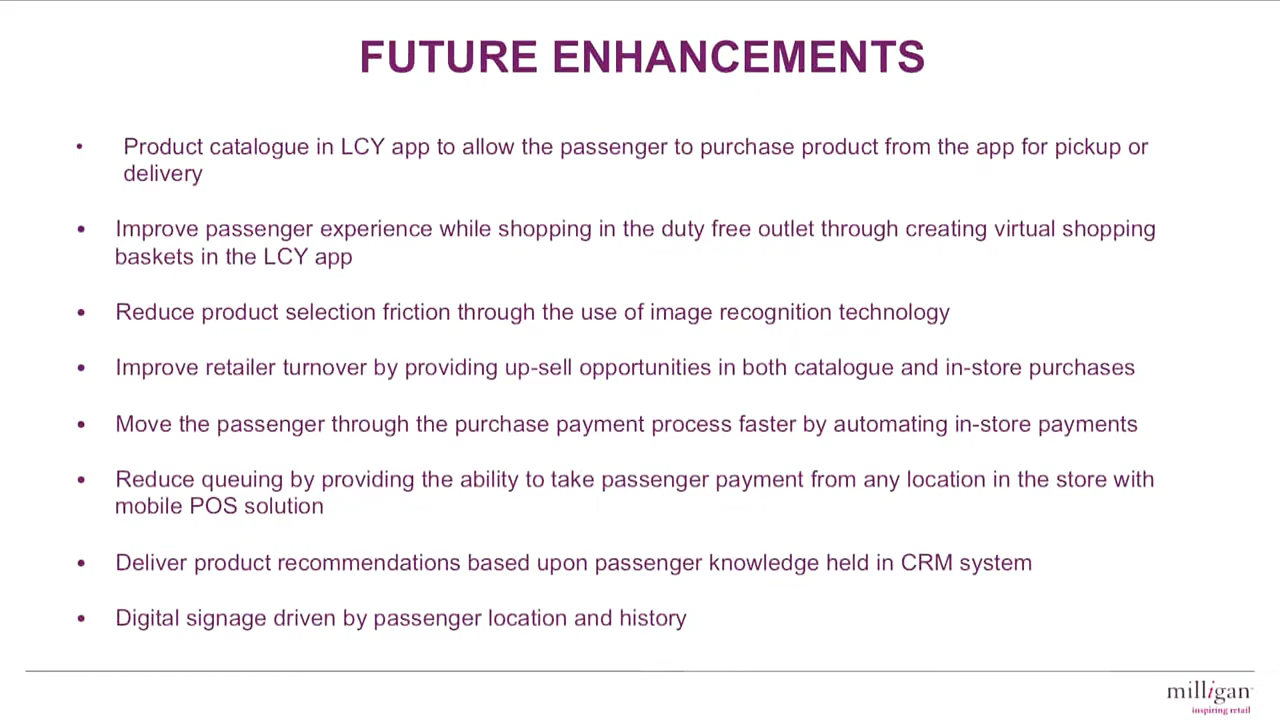 FUTURE ENHANCEMENTS
• Product catalogue in LCY app to allow the passenger to purchase product from the app for pickup or
delivery
• Improve passenger experience while shopping in the duty free outlet through creating virtual shopping
baskets in the LCY app
• Reduce product selection friction through the use of image recognition technology
• Improve retailer turnover by providing up-sell opportunities in both catalogue and in-store purchases
• Move the passenger through the purchase payment process faster by automating in-store payments
• Reduce queuing by providing the ability to take passenger payment from any location in the store with
mobile POS solution
• Deliver product recommendations based upon passenger knowledge held in CRM system
• Digital signage driven by passenger location and history
milligan
inspiring retail